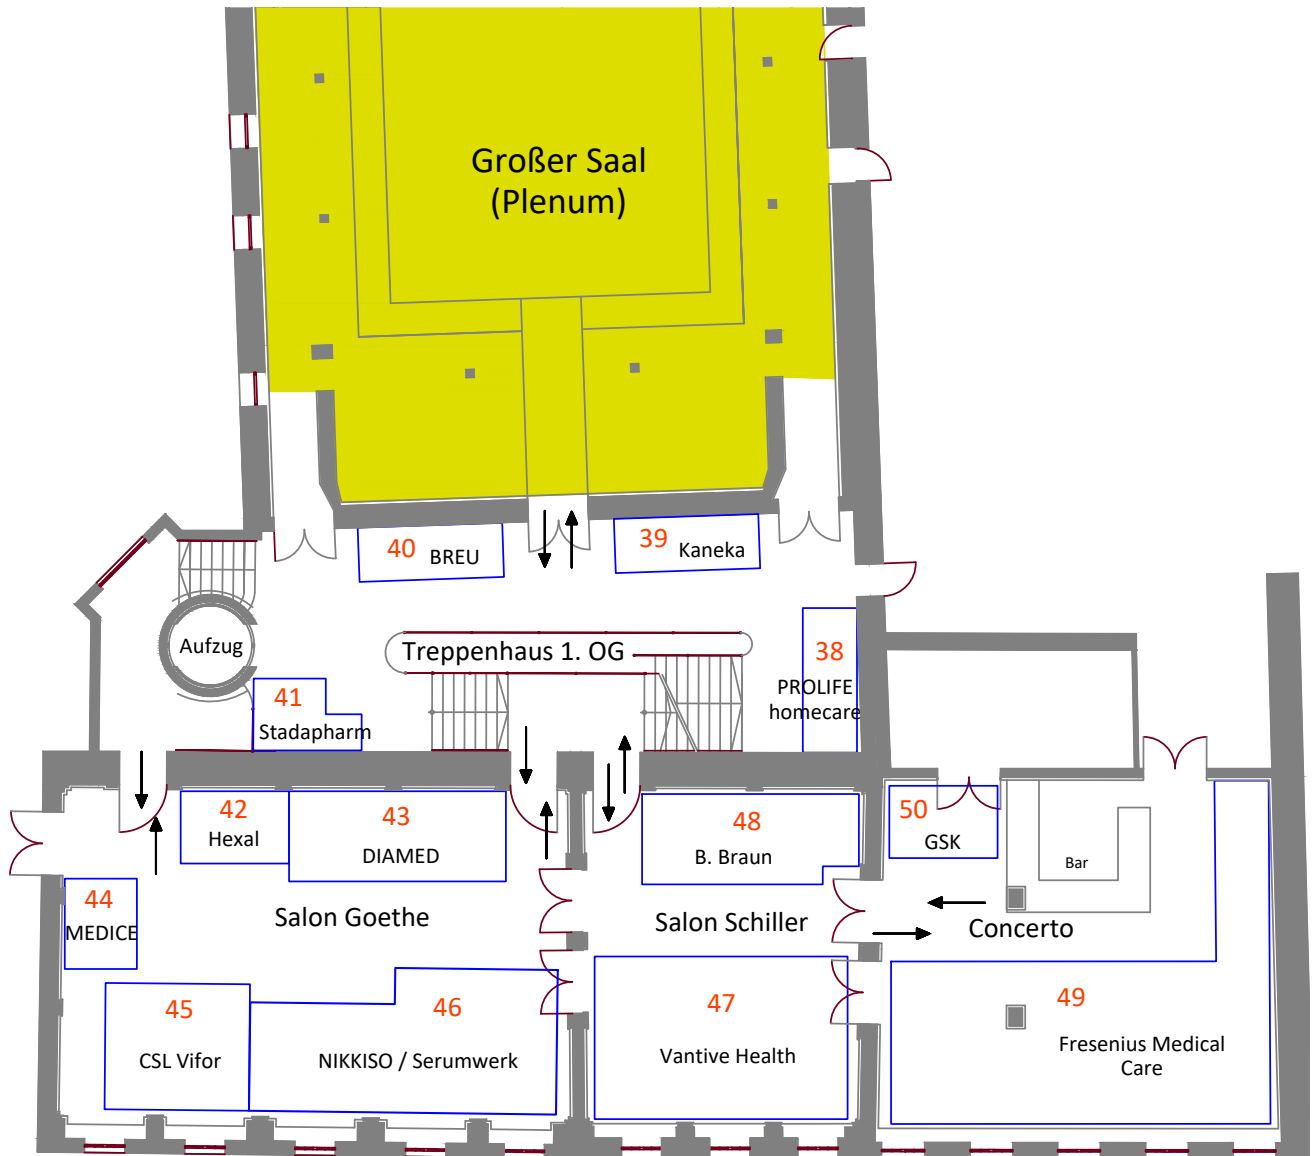 Großer Saal
(Plenum)
40 BREU
39 Kaneka
Aufzug
Treppenhaus 1. OG
38
PROLIFE
homecare
41
Stadapharm
42
Hexal
43
DIAMED
48
B. Braun
50
GSK
Bar
44
MEDICE
Salon Goethe
Salon Schiller
Concerto
45
CSL Vifor
46
NIKKISO / Serumwerk
47
Vantive Health
49
Fresenius Medical
Care